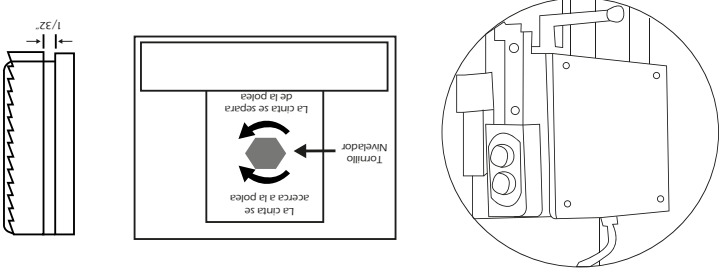 La cinta se
acerca a la polea
Tornillo
Nivelador
La cinta se separa
de la polea
1/32"